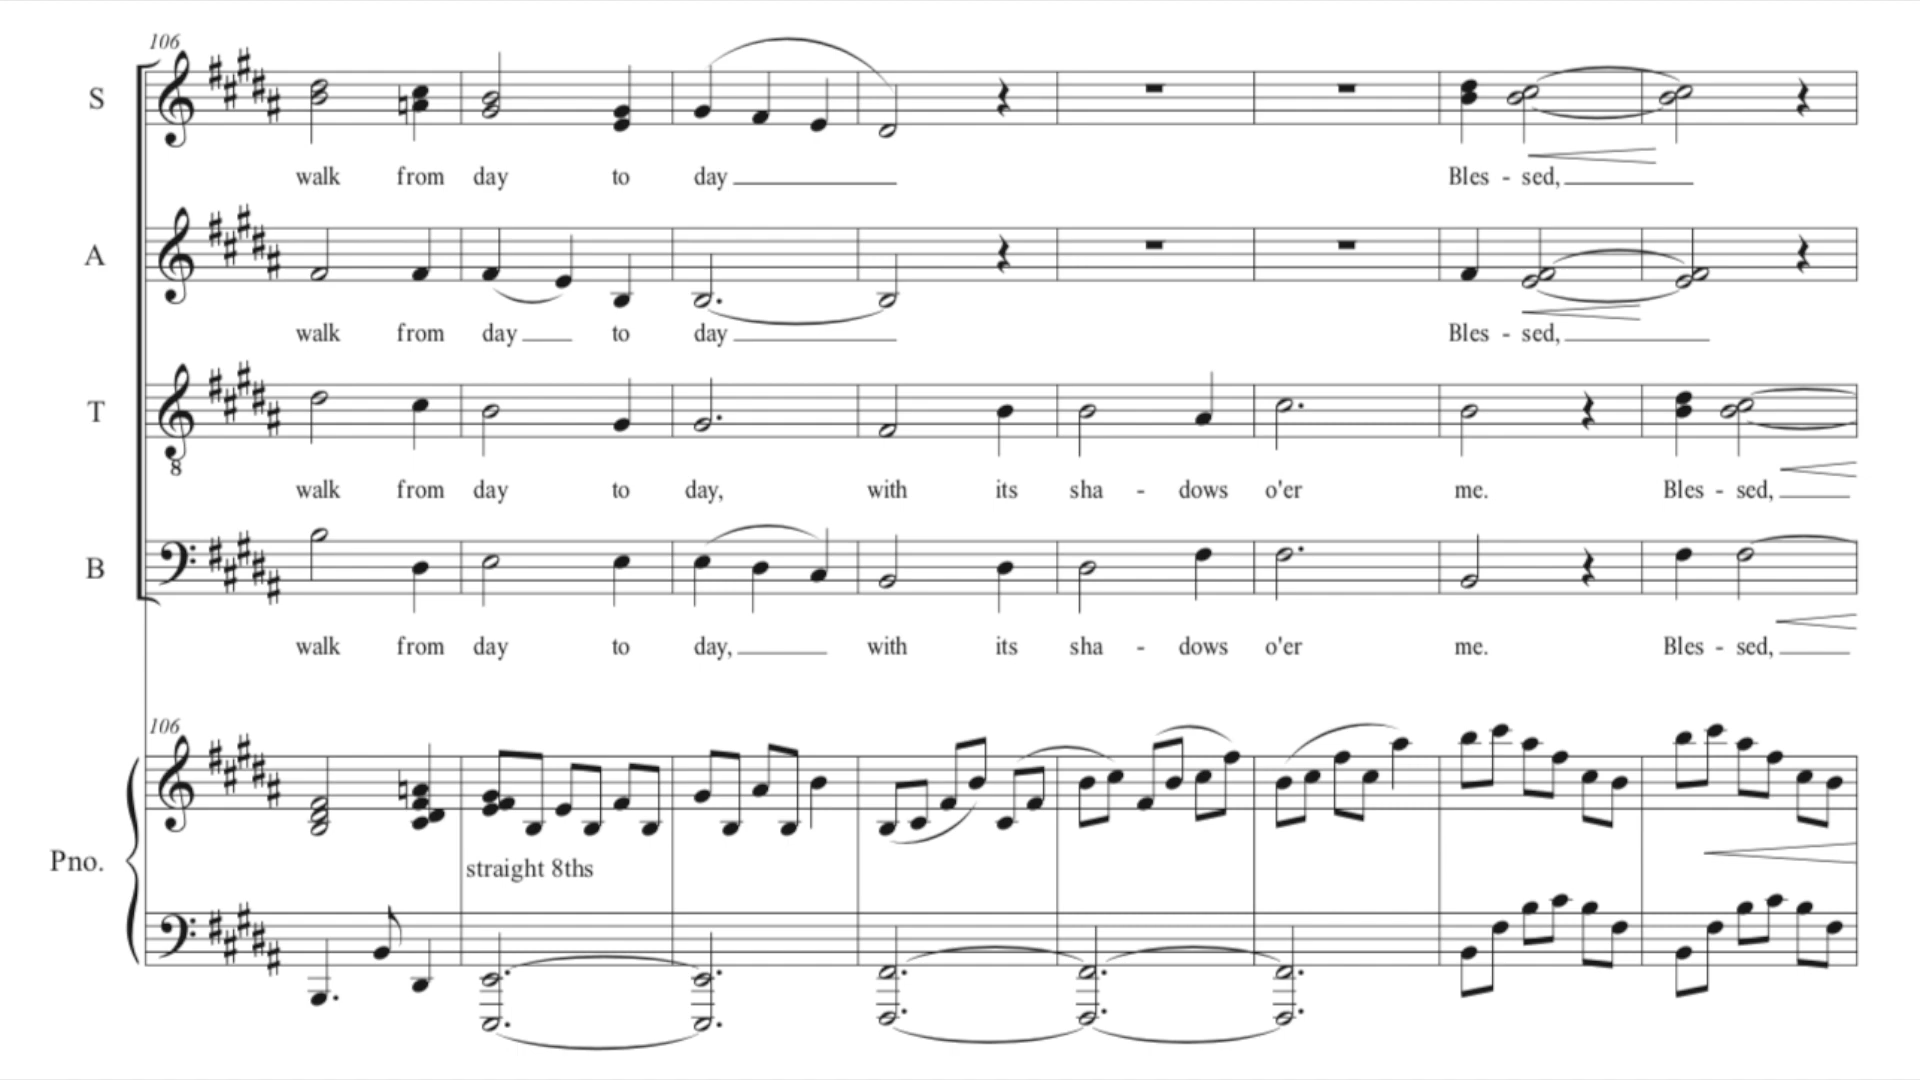 106
S
walk from day to day Bles - sed,
A
walk from day to day Bles - sed,
T
8
walk from day to day, with its sha - dows o'er me. Bles - sed,
B
walk from day to day, with its sha - dows o'er me. Bles - sed,
106
Pno.
straight 8ths